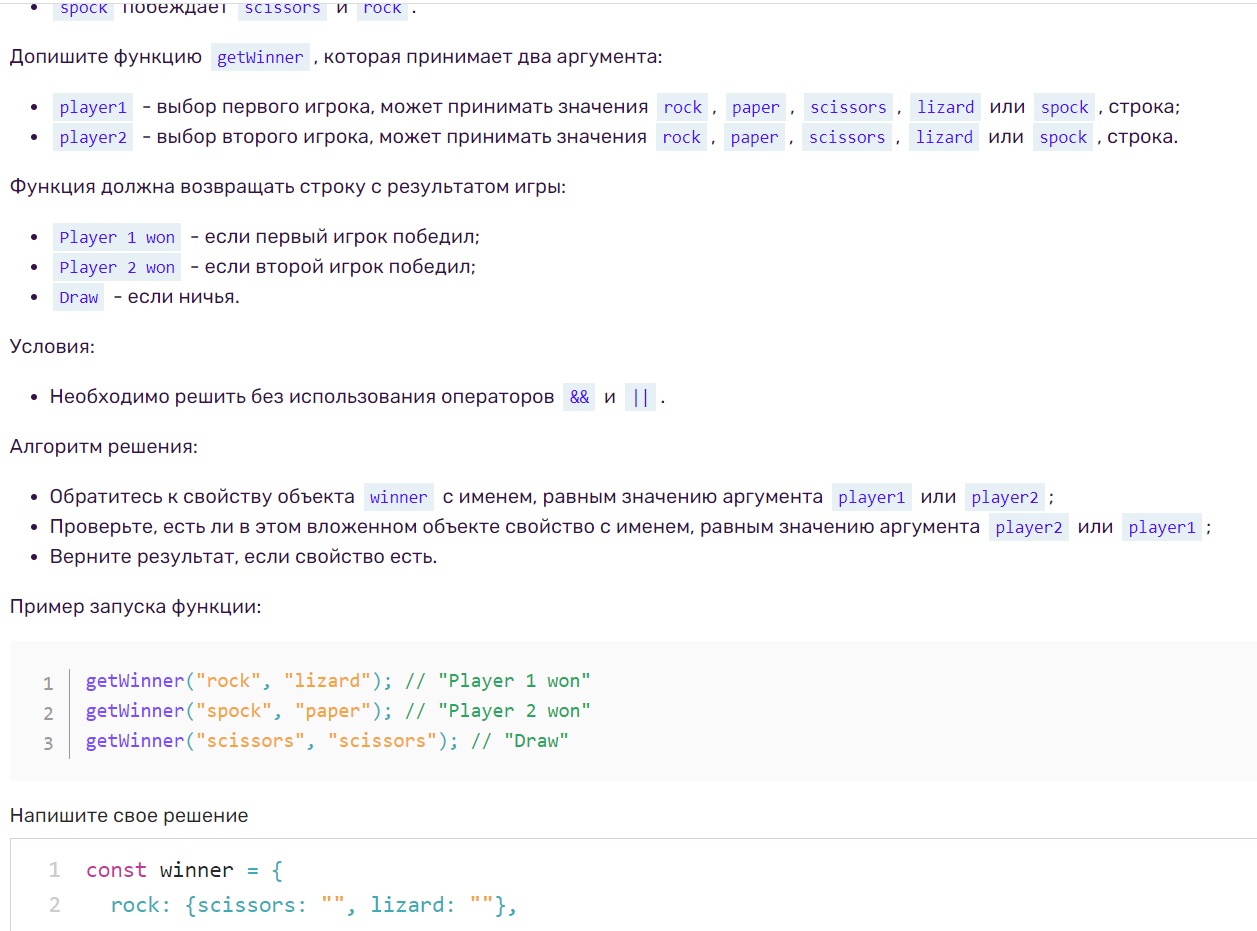 spock побеждает scissors и rock .
Допишите функцию getWinner , которая принимает два аргумента:
player1 - выбор первого игрока, может принимать значения rock , paper , scissors , lizard или spock , строка;
player2 - выбор второго игрока, может принимать значения rock , paper , scissors , lizard или spock , строка.
Функция должна возвращать строку с результатом игры:
Player 1 won - если первый игрок победил;
Player 2 won - если второй игрок победил;
Draw - если ничья.
Условия:
Необходимо решить без использования операторов && и || .
Алгоритм решения:
Обратитесь к свойству объекта winner с именем, равным значению аргумента player1 или player2 ;
Проверьте, есть ли в этом вложенном объекте свойство с именем, равным значению аргумента player2 или player1 ;
Верните результат, если свойство есть.
Пример запуска функции:
1 getWinner("rock", "lizard"); // "Player 1 won"
2 getWinner("spock", "paper"); // "Player 2 won"
3 getWinner("scissors", "scissors"); // "Draw"
Напишите свое решение
1 const winner = {
2 rock: {scissors: "", lizard: ""},